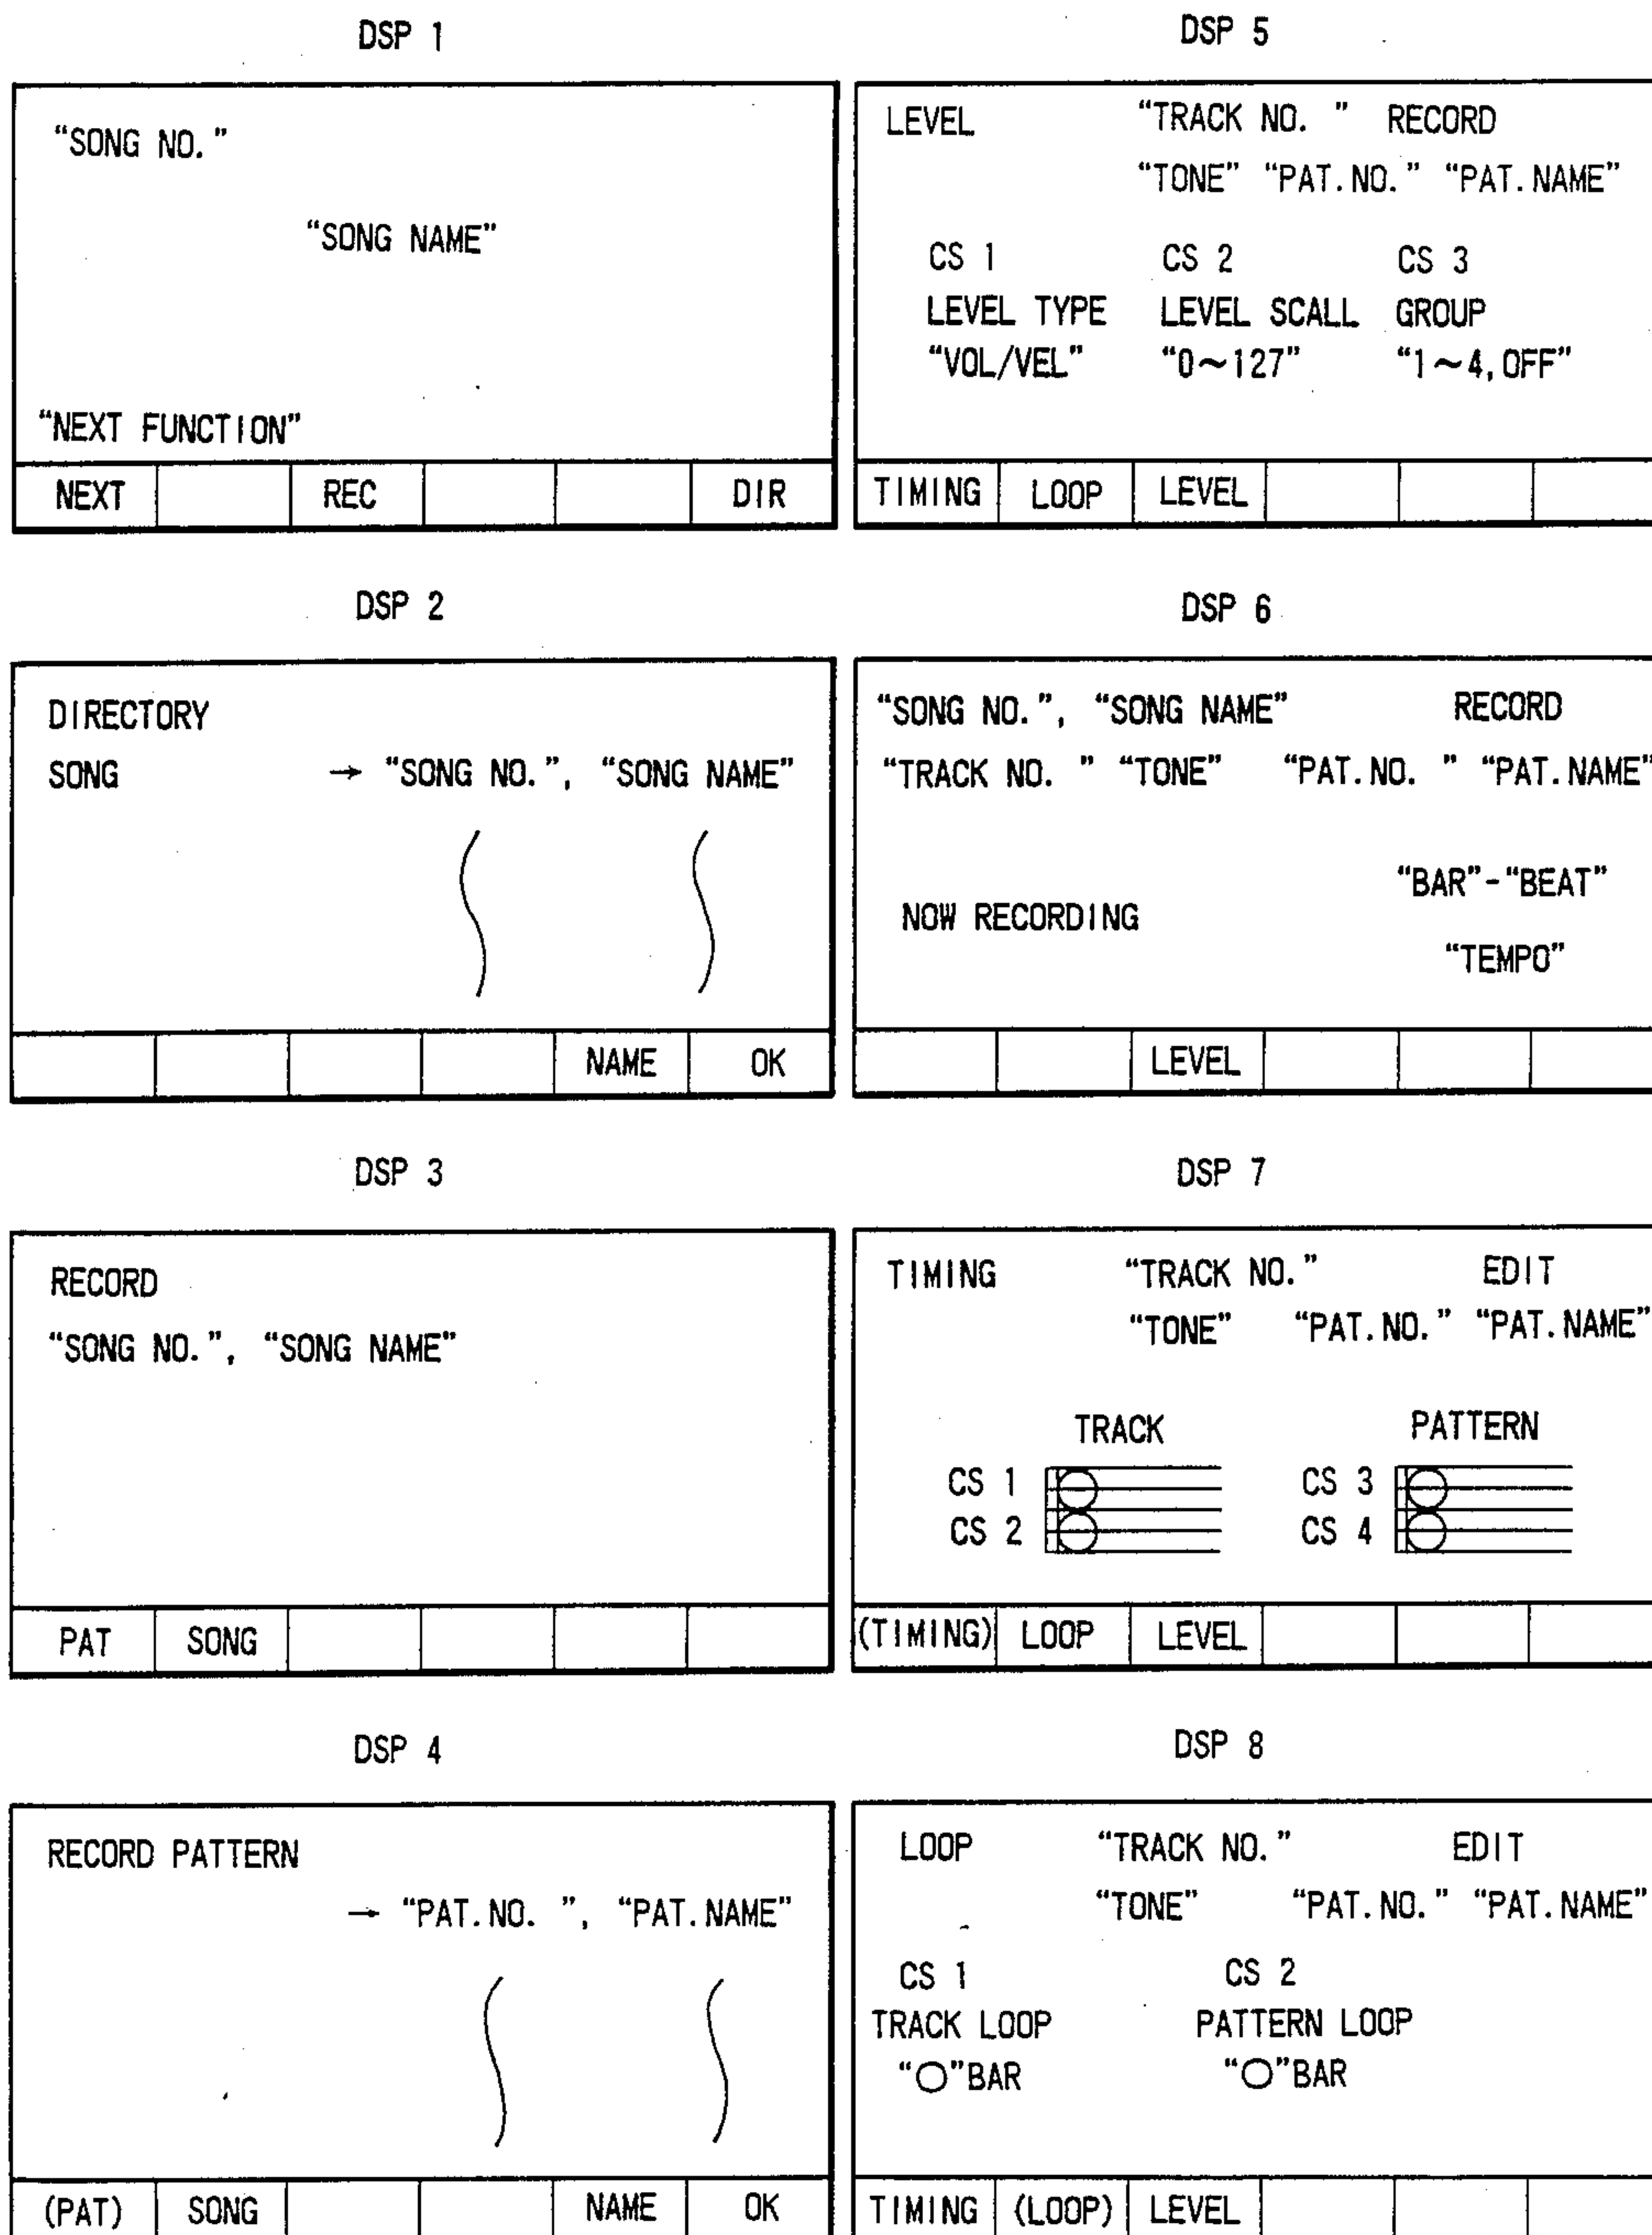 DSP 1
“SONG NO.”
“SONG NAME”
“NEXT FUNCTION”
NEXT REC DIR
DSP 2
DIRECTORY
SONG → “SONG NO.”, “SONG NAME”
NAME OK
DSP 3
RECORD
“SONG NO.”, “SONG NAME”
PAT SONG
DSP 4
RECORD PATTERN
→ “PAT.NO. ”, “PAT.NAME”
(PAT) SONG NAME OK
DSP 5
LEVEL “TRACK NO. ” RECORD
“TONE” “PAT.NO.” “PAT.NAME”
CS 1 CS 2 CS 3
LEVEL TYPE LEVEL SCALL GROUP
“VOL/VEL” “0~127” “1~4,OFF”
TIMING LOOP LEVEL
DSP 6
“SONG NO.”, “SONG NAME” RECORD
“TRACK NO. ” “TONE” “PAT.NO. ” “PAT.NAME”
“BAR”-“BEAT”
NOW RECORDING
“TEMPO”
LEVEL
DSP 7
TIMING “TRACK NO.” EDIT
“TONE” “PAT.NO.” “PAT.NAME”
TRACK PATTERN
CS 1 CS 3
CS 2 CS 4
(TIMING) LOOP LEVEL
DSP 8
LOOP “TRACK NO.” EDIT
“TONE” “PAT.NO.” “PAT.NAME”
CS 1 CS 2
TRACK LOOP PATTERN LOOP
“○”BAR “○”BAR
TIMING (LOOP) LEVEL